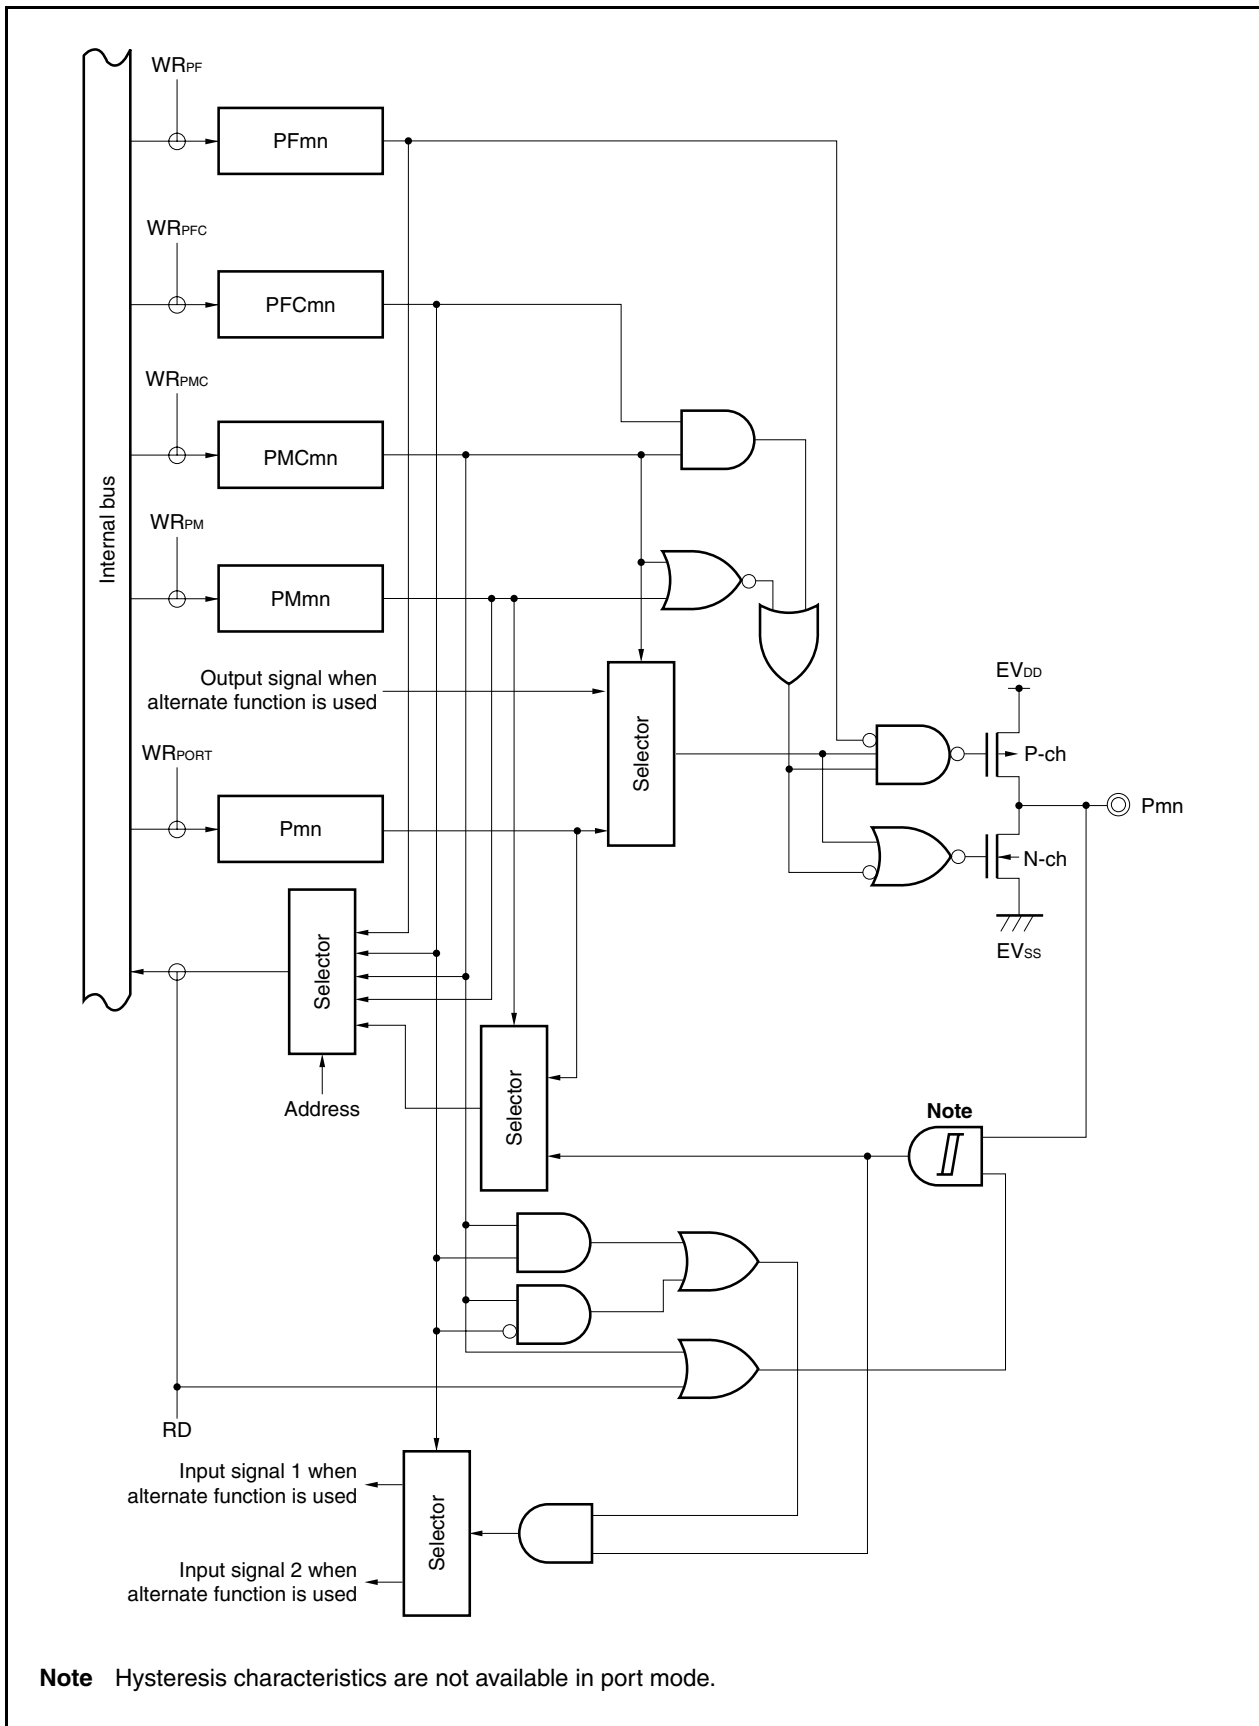 WRPF
PFmn
WRPFC
PFCmn
WRPMC
PMCmn
Internal bus
WRPM
PMmn
Output signal when
alternate function is used
Selector
EVDD
P-ch
WRPORT
Pmn
Pmn
N-ch
EVSS
Selector
Address
Selector
Note
RD
Input signal 1 when
alternate function is used
Selector
Input signal 2 when
alternate function is used
Note Hysteresis characteristics are not available in port mode.